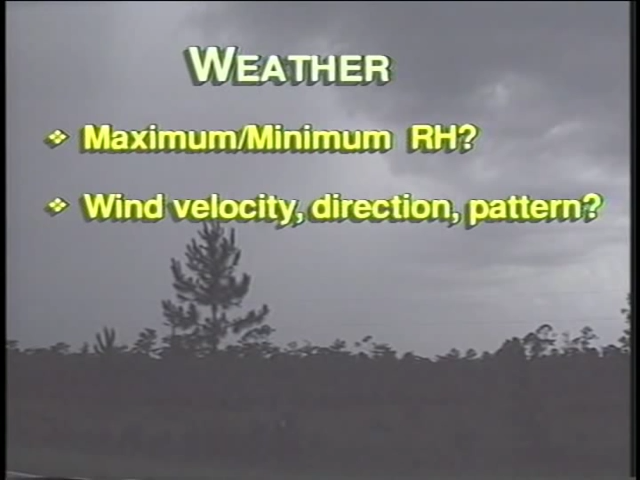 WEATHER
❖ Maximum/Minimum RH?
❖ Wind velocity, direction, pattern?